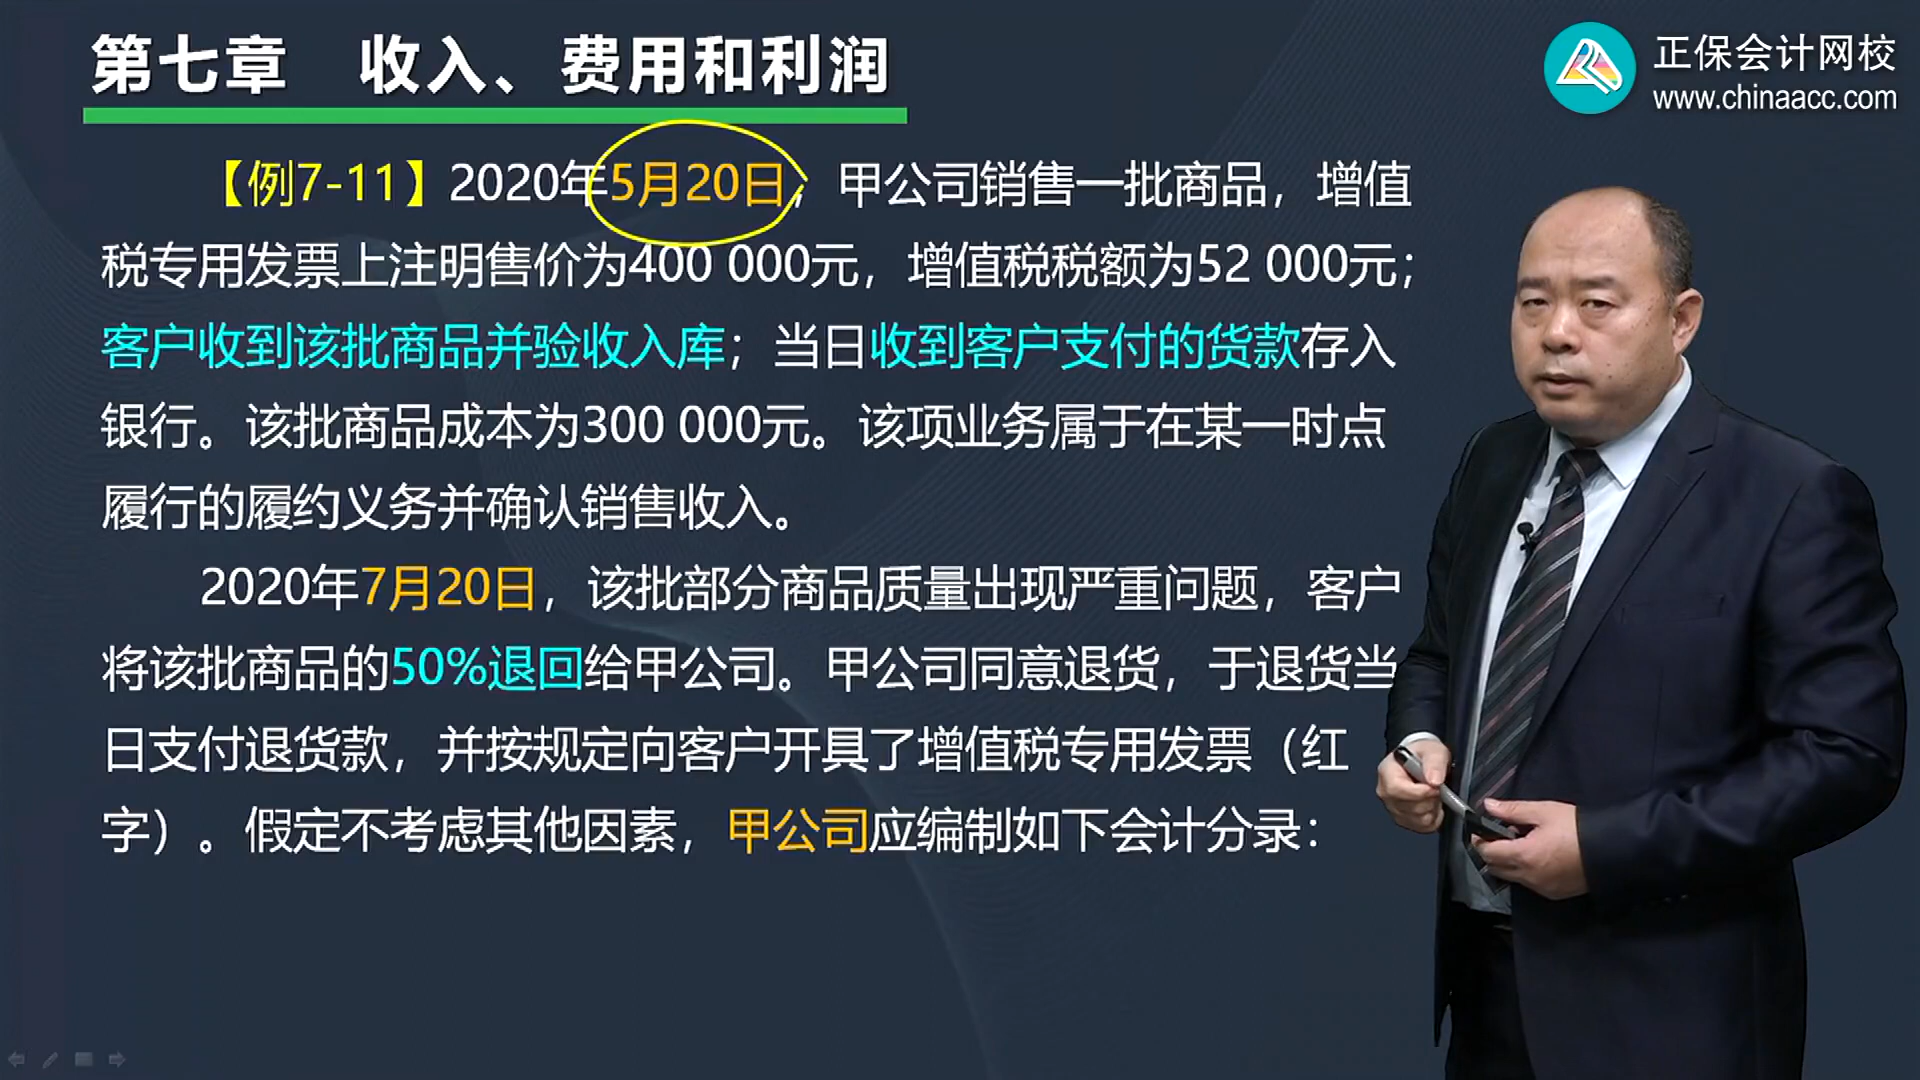 第七章 收入、费用和利润
正保会计网校
www.chinaacc.com
【例7-11】2020年5月20日，甲公司销售一批商品，增值
税专用发票上注明售价为400 000元，增值税税额为52 000元；
客户收到该批商品并验收入库；当日收到客户支付的货款存入
银行。该批商品成本为300 000元。该项业务属于在某一时点
履行的履约义务并确认销售收入。
2020年7月20日，该批部分商品质量出现严重问题，客户
将该批商品的50%退回给甲公司。甲公司同意退货，于退货当
日支付退货款，并按规定向客户开具了增值税专用发票（红
字）。假定不考虑其他因素，甲公司应编制如下会计分录：